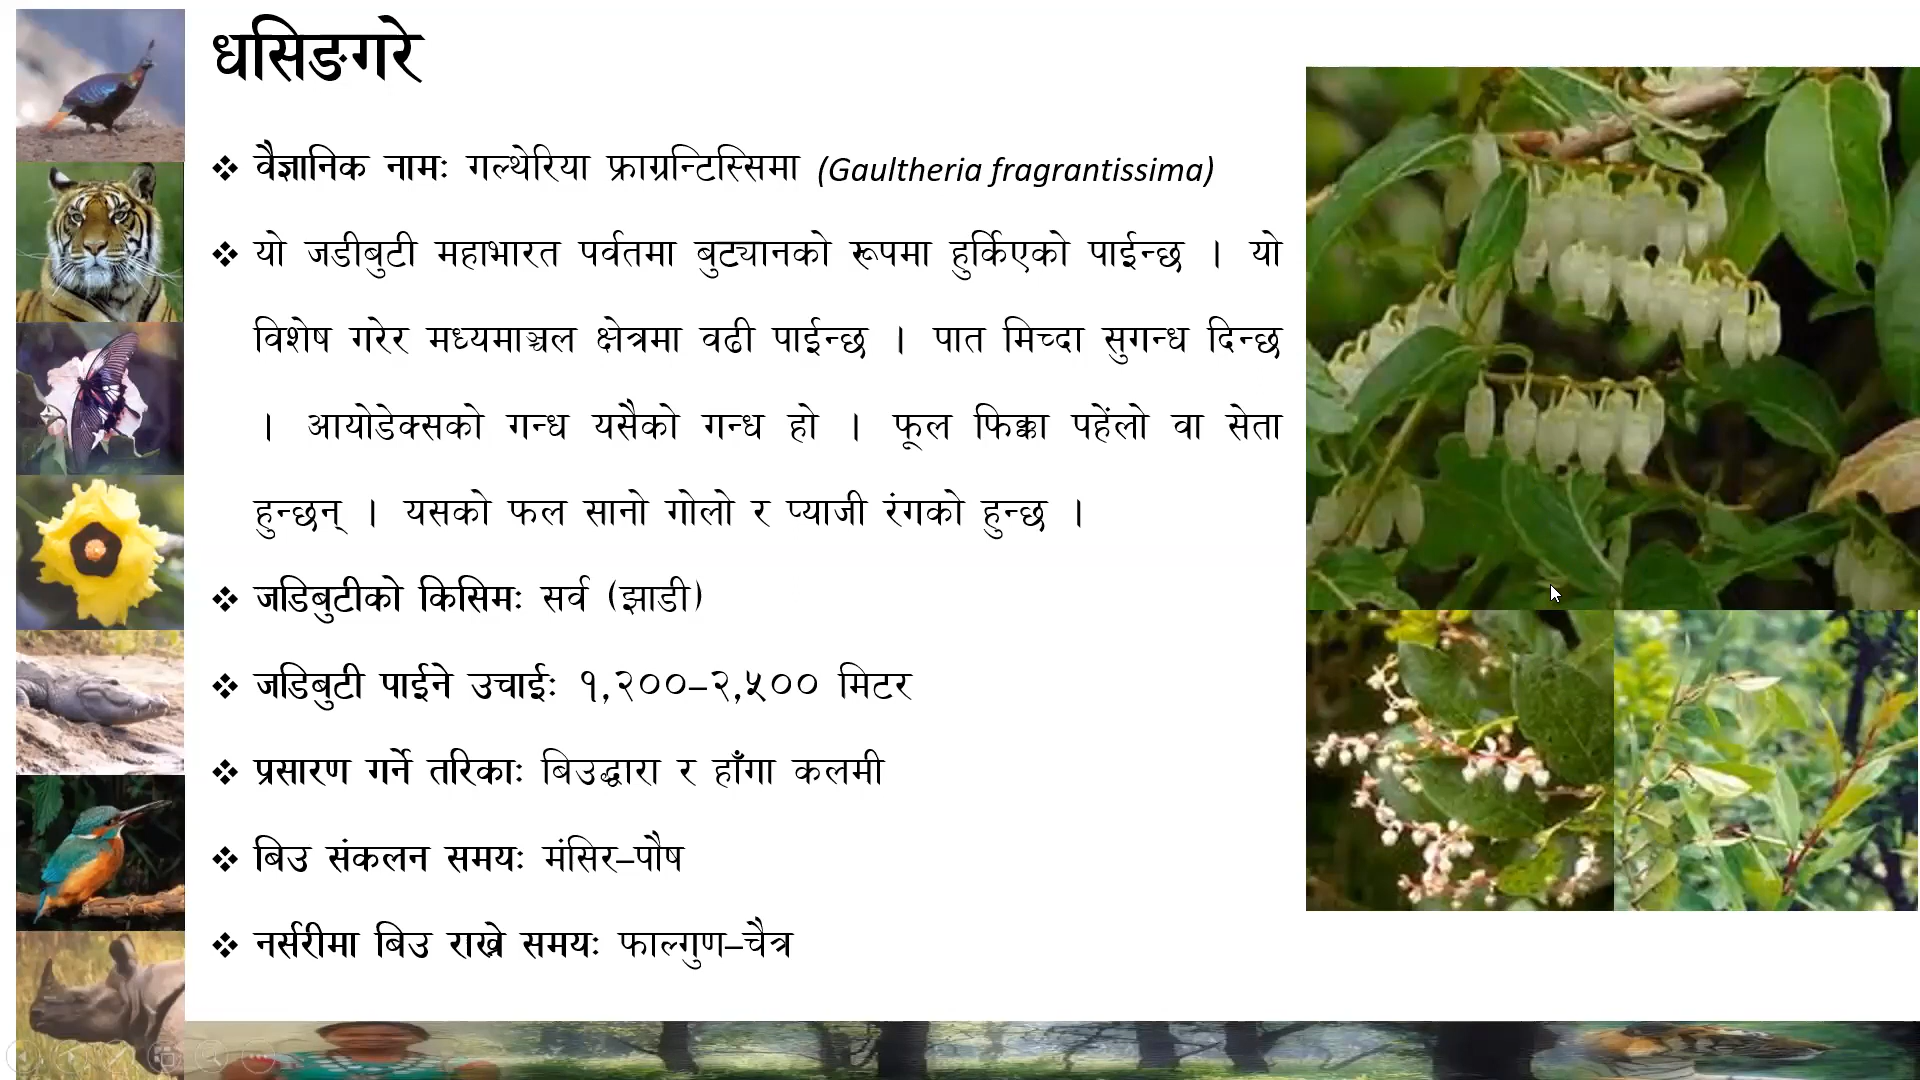 धसिङगरे
❖ वैज्ञानिक नामः गल्थेरिया फ्राग्रन्टिस्सिमा (Gaultheria fragrantissima)
❖ यो जडीबुटी महाभारत पर्वतमा बुट्यानको रूपमा हुर्किएको पाईन्छ । यो
विशेष गरेर मध्यमाञ्चल क्षेत्रमा वढी पाईन्छ । पात मिच्दा सुगन्ध दिन्छ
। आयोडेक्सको गन्ध यसैको गन्ध हो । फूल फिक्का पहेंलो वा सेता
हुन्छन् । यसको फल सानो गोलो र प्याजी रंगको हुन्छ ।
❖ जडिबुटीको किसिमः सर्व (झाडी)
❖ जडिबुटी पाईने उचाईः १,२००–२,५०० मिटर
❖ प्रसारण गर्ने तरिकाः बिउद्धारा र हाँगा कलमी
❖ बिउ संकलन समयः मंसिर–पौष
❖ नर्सरीमा बिउ राख्ने समयः फाल्गुण–चैत्र